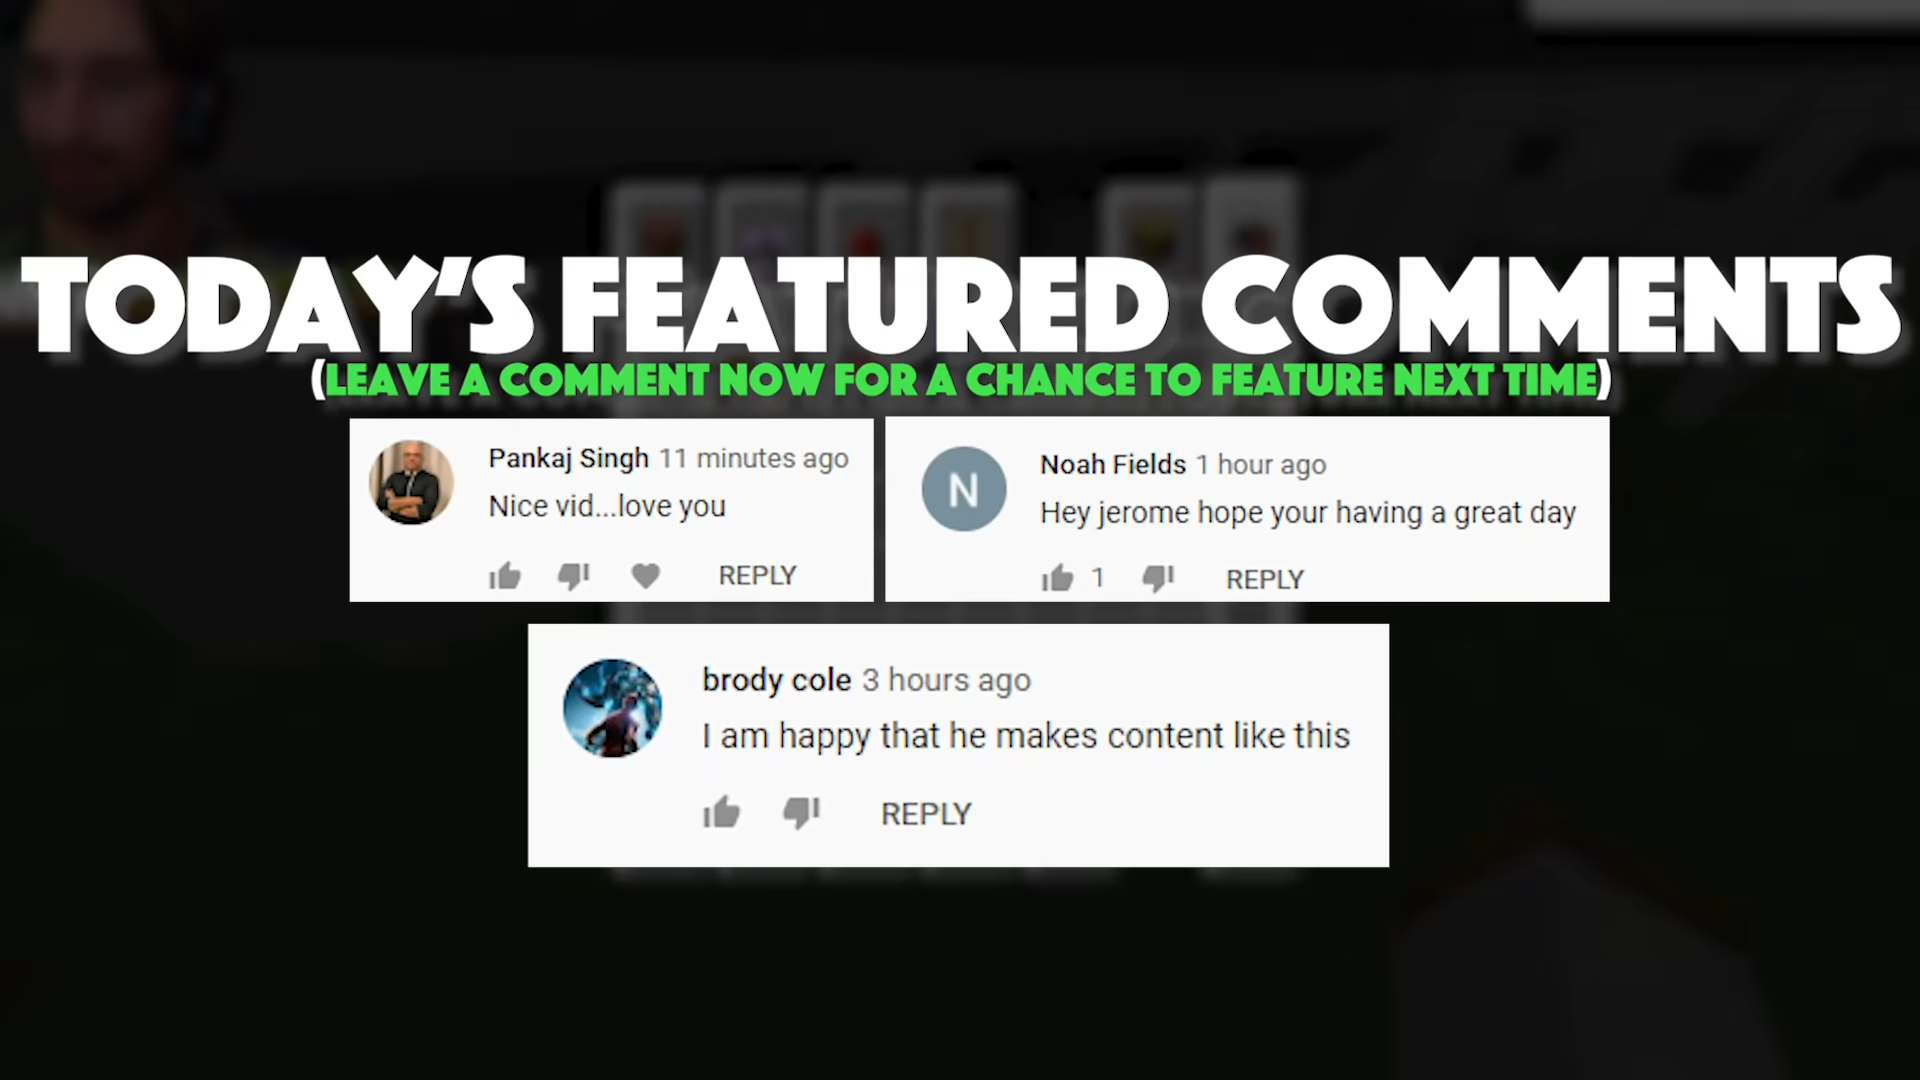 TODAY'S FEATURED COMMENTS
(LEAVE A COMMENT NOW FOR A CHANCE TO FEATURE NEXT TIME)
Pankaj Singh 11 minutes ago
Nice vid...love you
REPLY
N
Noah Fields 1 hour ago
Hey jerome hope your having a great day
1 REPLY
brody cole 3 hours ago
I am happy that he makes content like this
REPLY